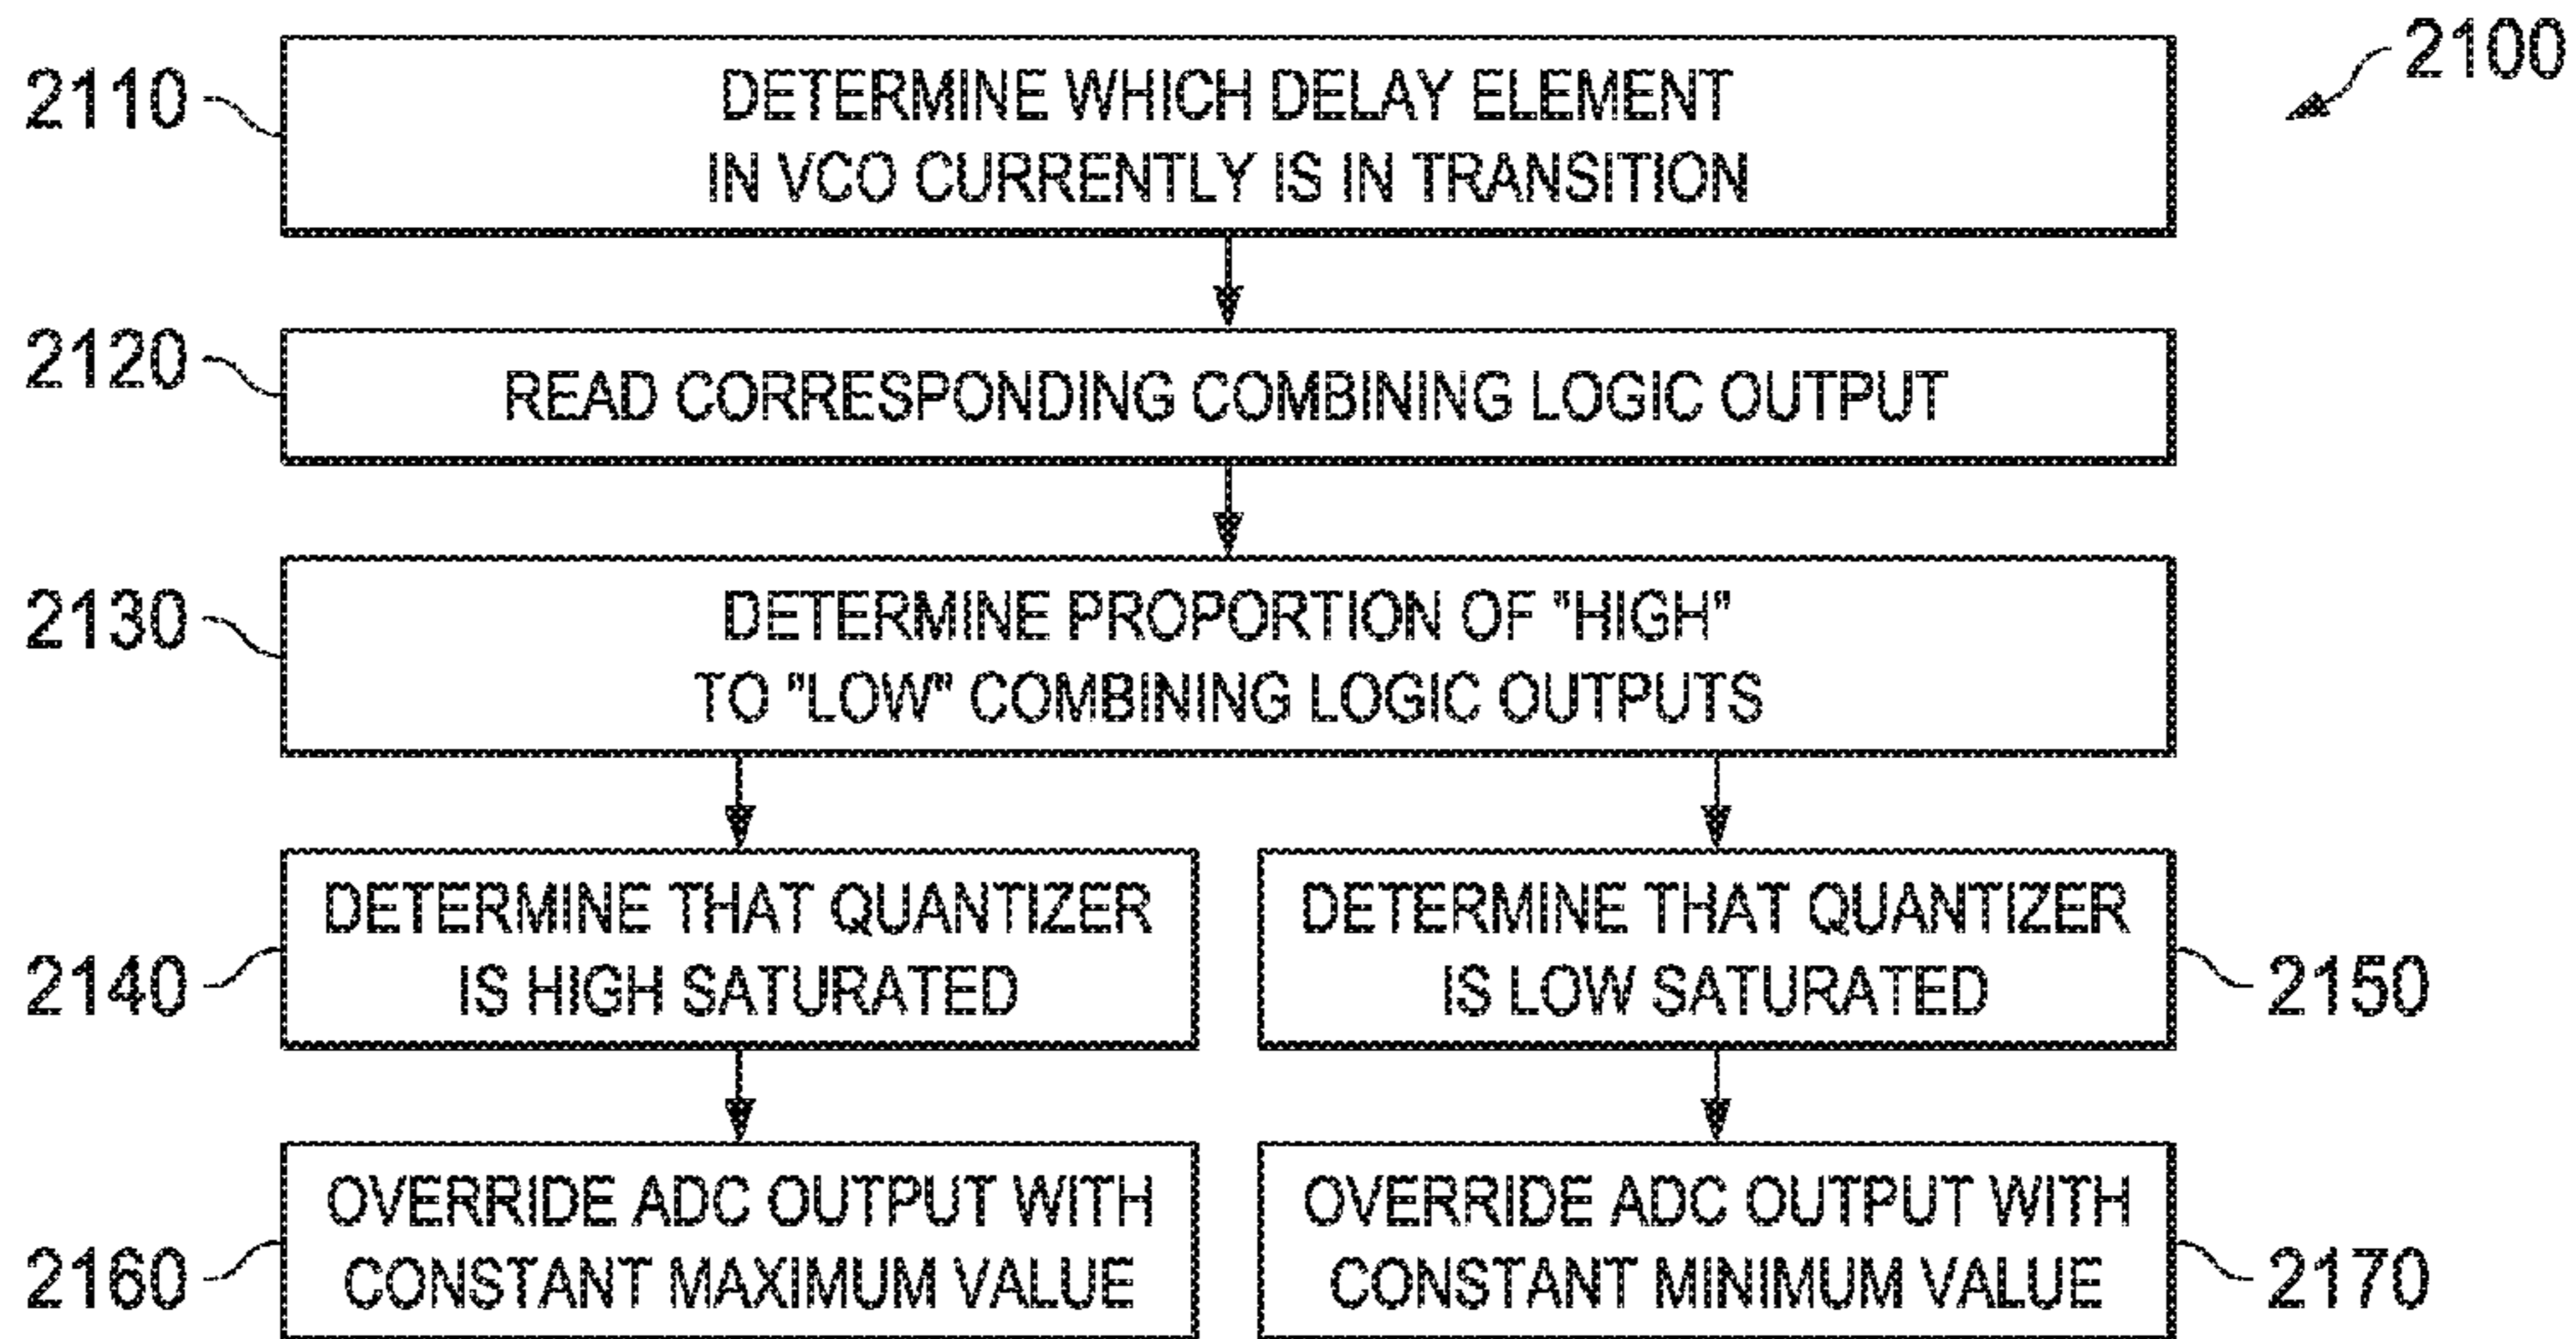 2100
2110
DETERMINE WHICH DELAY ELEMENT
IN VCO CURRENTLY IS IN TRANSITION
2120
READ CORRESPONDING COMBINING LOGIC OUTPUT
2130
DETERMINE PROPORTION OF "HIGH"
TO "LOW" COMBINING LOGIC OUTPUTS
2140
DETERMINE THAT QUANTIZER
IS HIGH SATURATED
DETERMINE THAT QUANTIZER
IS LOW SATURATED
2150
2160
OVERRIDE ADC OUTPUT WITH
CONSTANT MAXIMUM VALUE
OVERRIDE ADC OUTPUT WITH
CONSTANT MINIMUM VALUE
2170